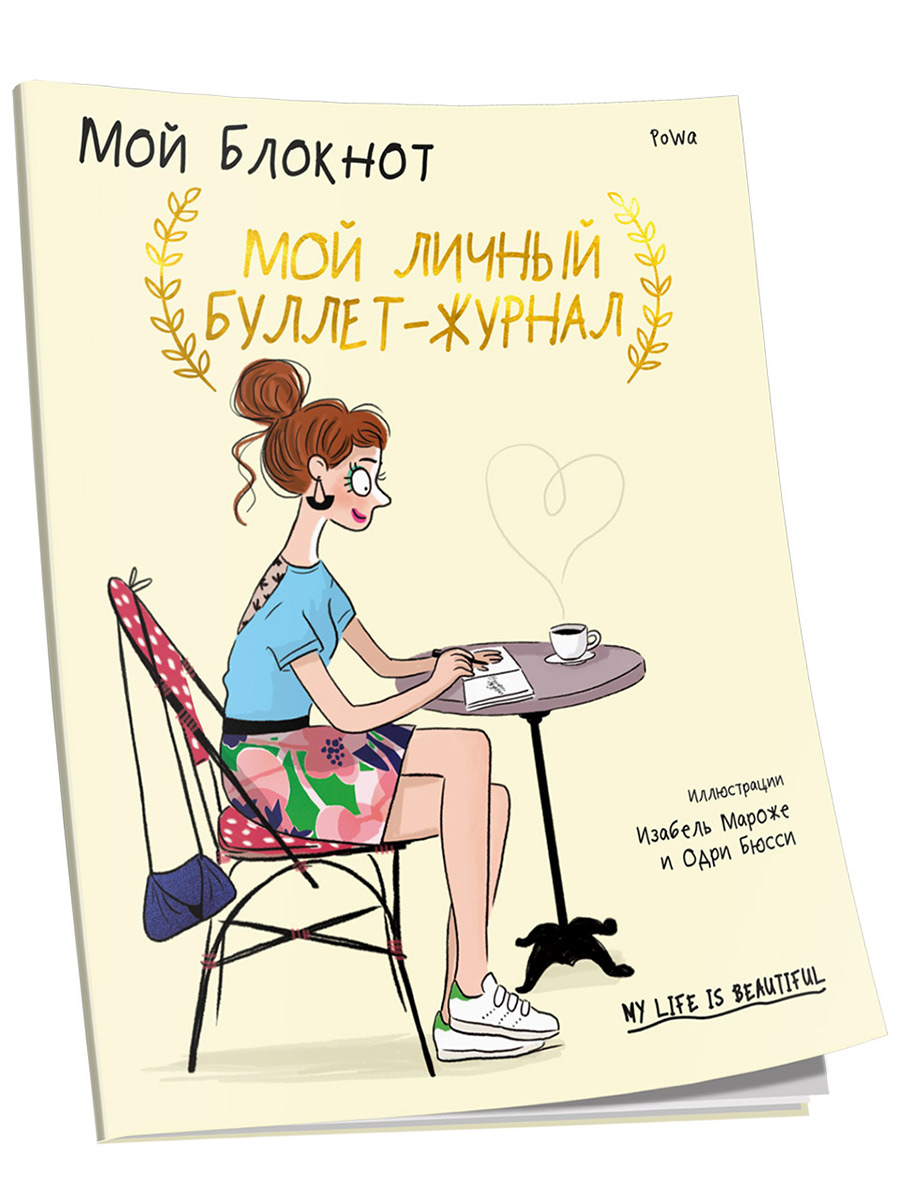 Мой Блокнот
PoWa
МОЙ ЛИЧНЫЙ
БУЛЛЕТ-ЖУРНАЛ
Иллюстрации
Изабель Мароже
и Одри Бюсси
MY LIFE IS BEAUTIFUL